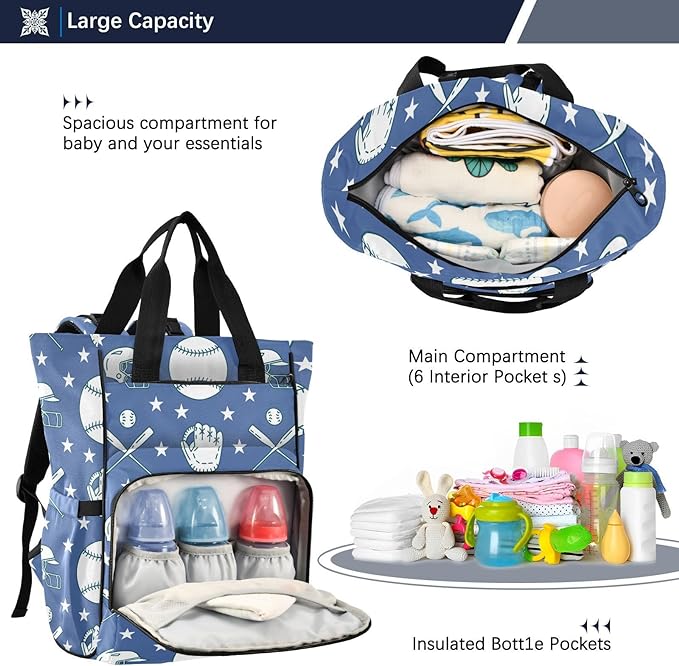 Large Capacity
Spacious compartment for
baby and your essentials
Main Compartment
(6 Interior Pocket s)
Insulated Bott1e Pockets